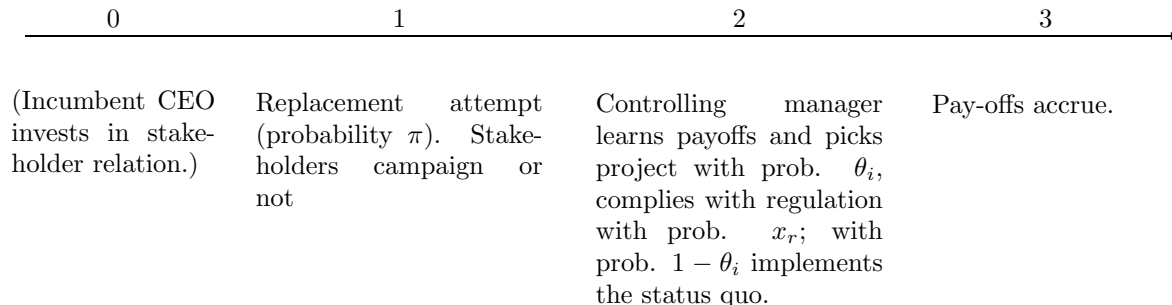 0 1 2 3
(Incumbent CEO
invests in stake-
holder relation.)
Replacement attempt
(probability π). Stake-
holders campaign or
not
Controlling manager
learns payoffs and picks
project with prob. θᵢ,
complies with regulation
with prob. xᵣ; with
prob. 1 − θᵢ implements
the status quo.
Pay-offs accrue.